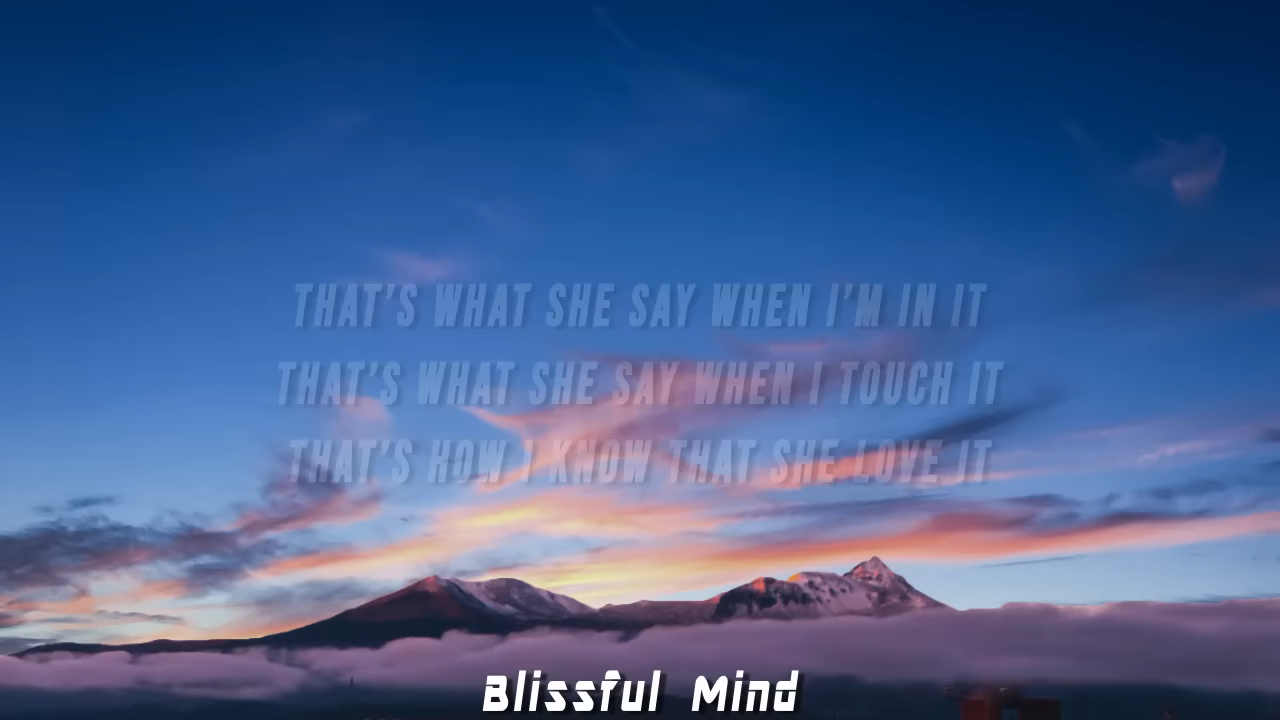 THAT'S WHAT SHE SAY WHEN I'M IN IT
THAT'S WHAT SHE SAY WHEN I TOUCH IT
THAT'S HOW I KNOW THAT SHE LOVE IT
Blissful Mind